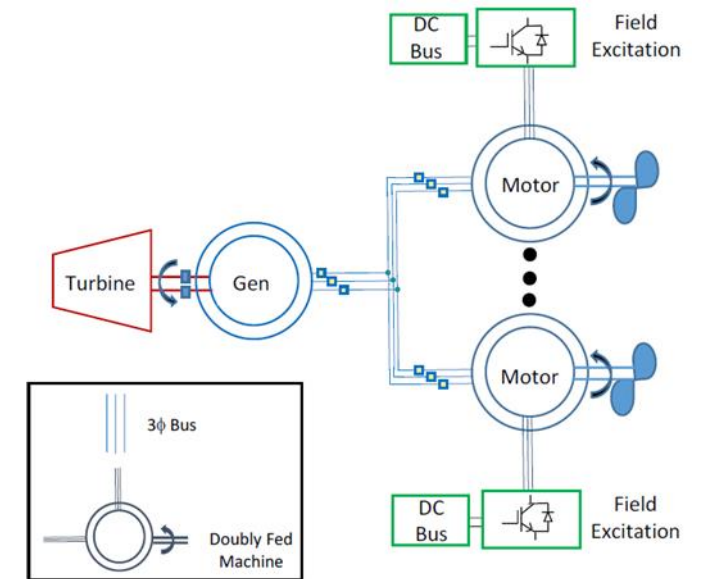 DC
Bus
Field
Excitation
Motor
Turbine
Gen
Motor
3ϕ Bus
Doubly Fed
Machine
DC
Bus
Field
Excitation